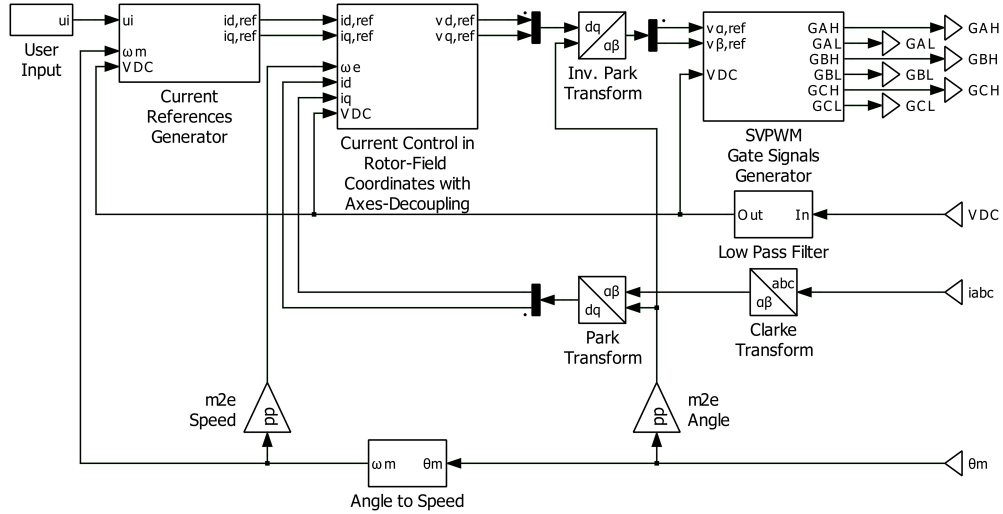 ui
User
Input
ui
ωm
VDC
id,ref
iq,ref
Current
References
Generator
id,ref
iq,ref
ωe
id
iq
VDC
vd,ref
vq,ref
Current Control in
Rotor-Field
Coordinates with
Axes-Decoupling
dq
αβ
Inv. Park
Transform
vα,ref
vβ,ref
VDC
GAH
GAL
GBH
GBL
GCH
GCL
SVPWM
Gate Signals
Generator
GAH
GAL
GBH
GBL
GCH
GCL
Out
In
Low Pass Filter
VDC
αβ
dq
Park
Transform
abc
αβ
Clarke
Transform
iabc
m2e
Speed
pp
pp
m2e
Angle
ωm
θm
Angle to Speed
θm